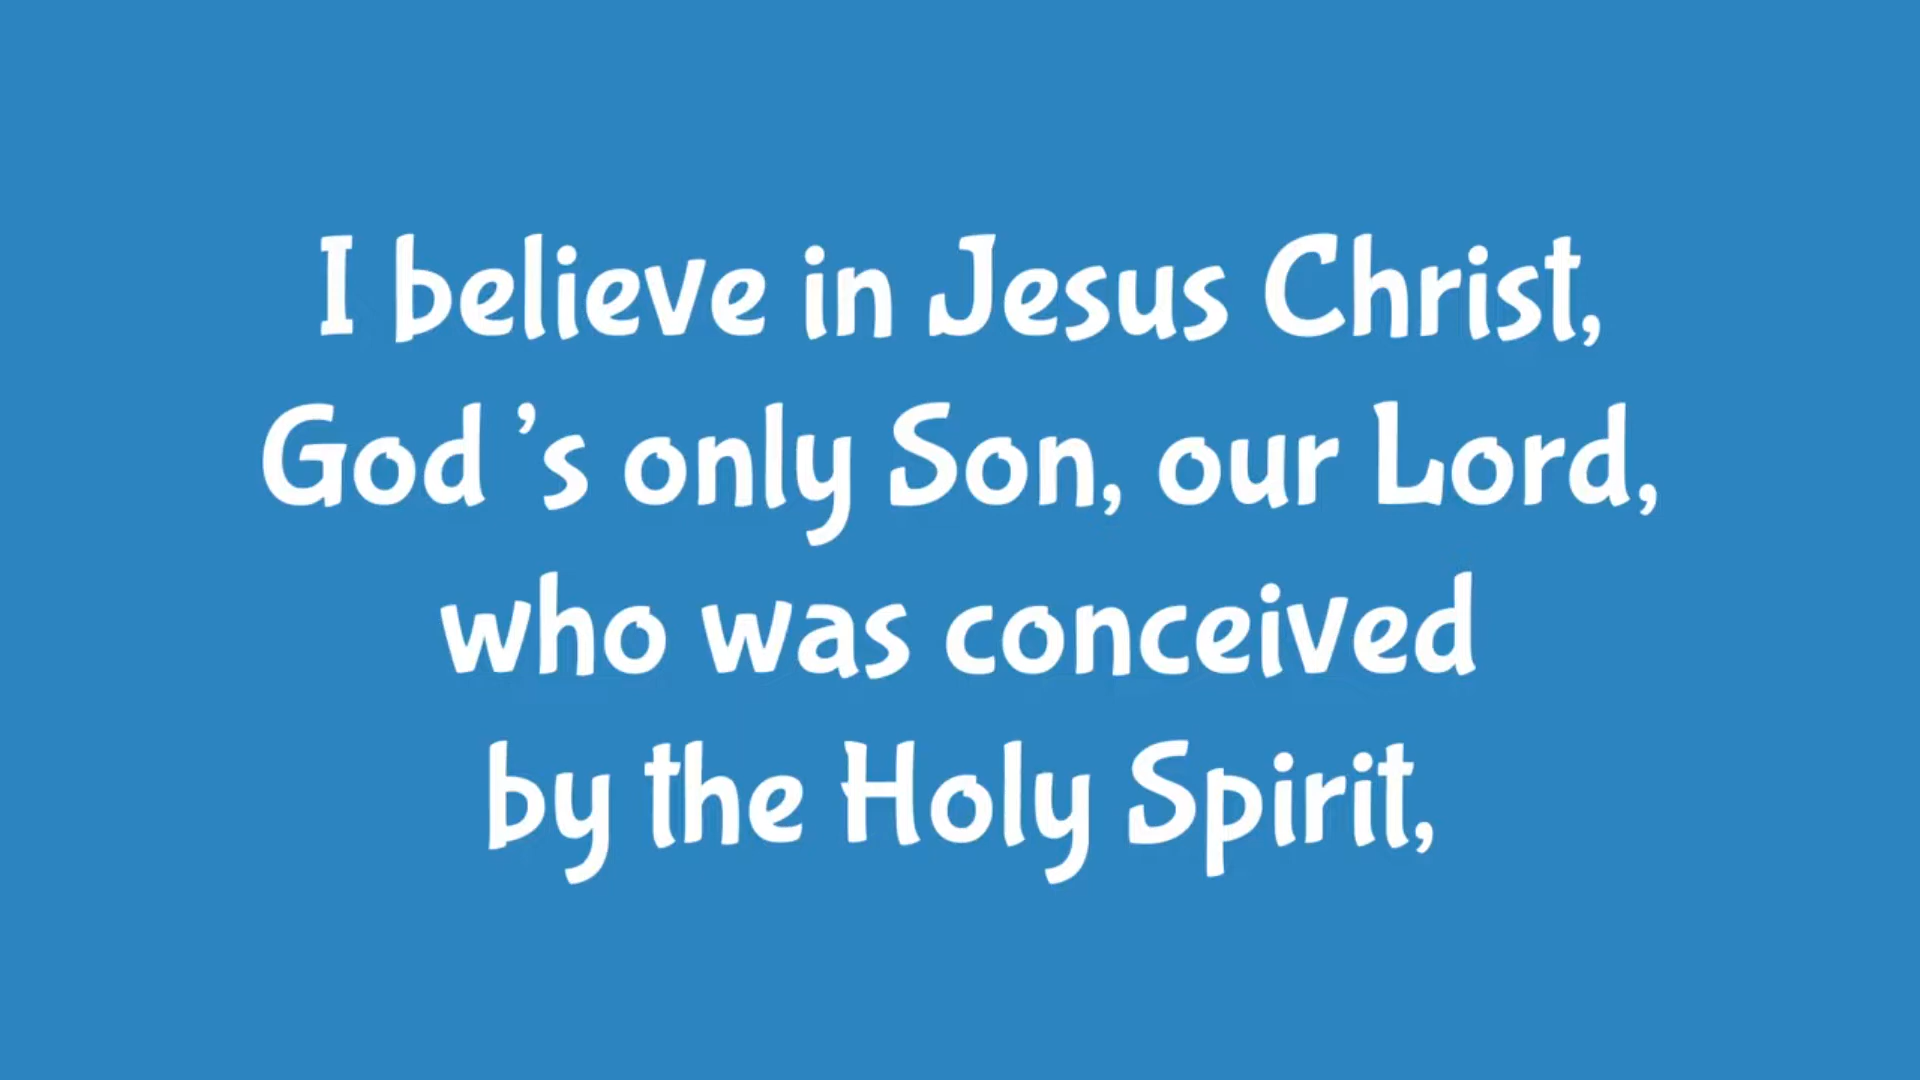 I believe in Jesus Christ,
God’s only Son, our Lord,
who was conceived
by the Holy Spirit,